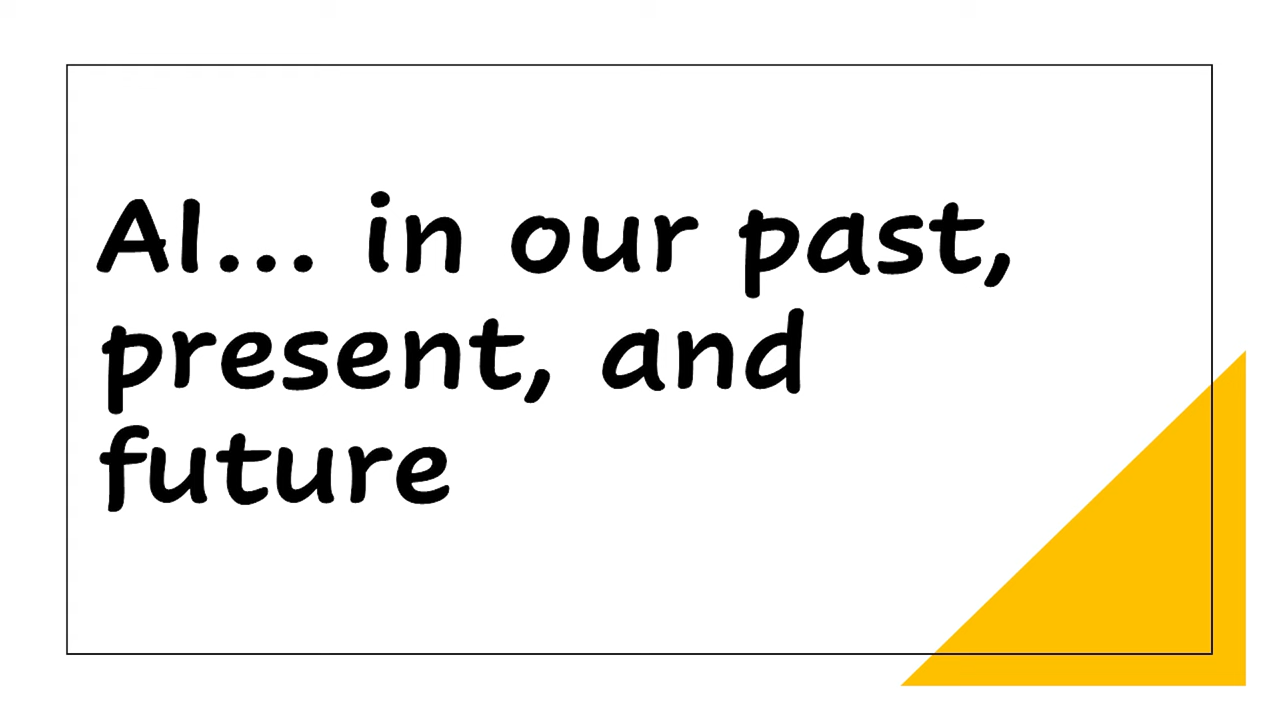 AI... in our past,
present, and
future